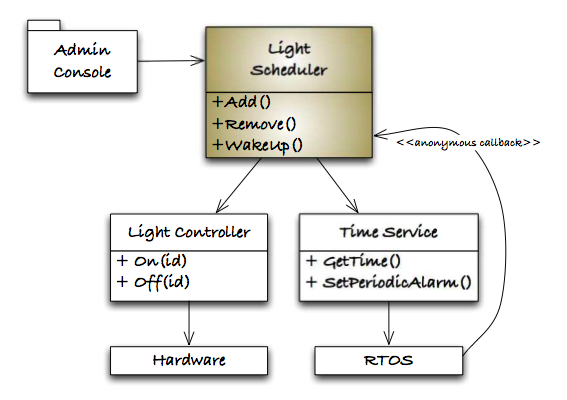 Admin
Console
Light
Scheduler
+Add()
+Remove()
+WakeUp()
<<anonymous callback>>
Light Controller
+ On(id)
+ Off(id)
Time Service
+ GetTime()
+ SetPeriodicAlarm()
Hardware
RTOS